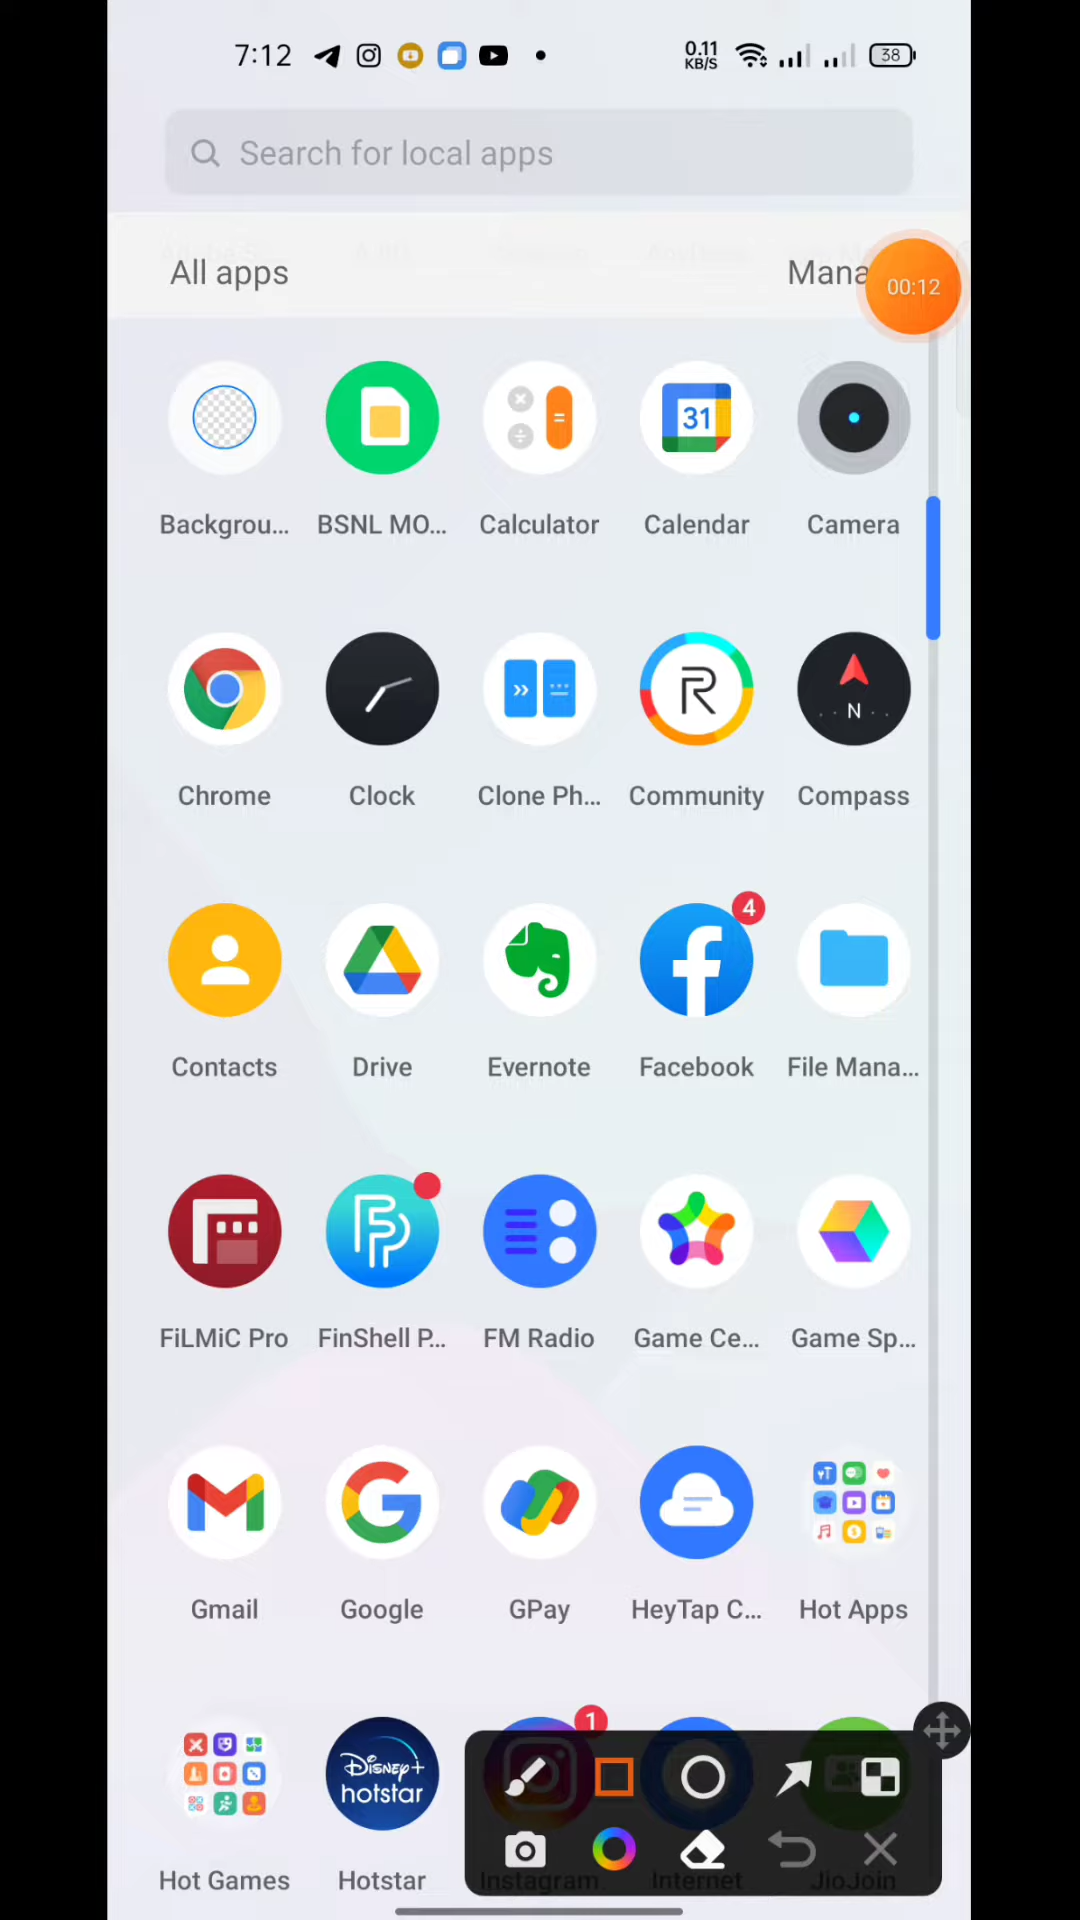 7:12 0.11 KB/S 38
Search for local apps
All apps Mana
00:12
31
Backgrou... BSNL MO... Calculator Calendar Camera
N
Chrome Clock Clone Ph... Community Compass
4
Contacts Drive Evernote Facebook File Mana...
FiLMiC Pro FinShell P... FM Radio Game Ce... Game Sp...
Gmail Google GPay HeyTap C... Hot Apps
1
Disney+
hotstar
Hot Games Hotstar Instagram Internet JioJoin